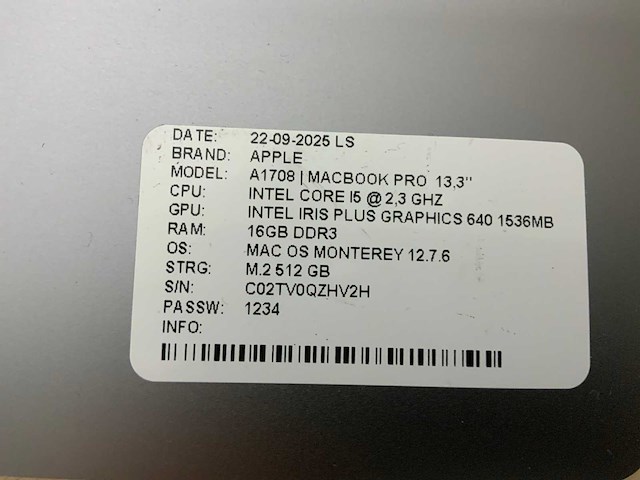 DATE: 22-09-2025 LS
BRAND: APPLE
MODEL: A1708 | MACBOOK PRO 13,3"
CPU: INTEL CORE I5 @ 2,3 GHZ
GPU: INTEL IRIS PLUS GRAPHICS 640 1536MB
RAM: 16GB DDR3
OS: MAC OS MONTEREY 12.7.6
STRG: M.2 512 GB
S/N: C02TV0QZHV2H
PASSW: 1234
INFO: